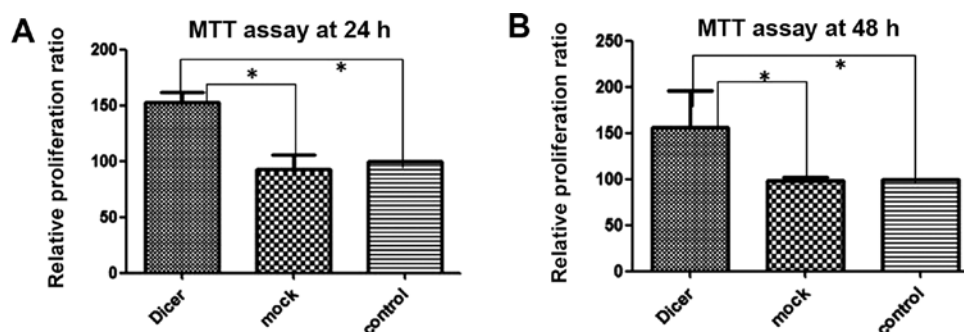 A
MTT assay at 24 h
Relative proliferation ratio
200
150
100
50
0
*
*
Dicer
mock
control
B
MTT assay at 48 h
Relative proliferation ratio
250
200
150
100
50
0
*
*
Dicer
mock
control